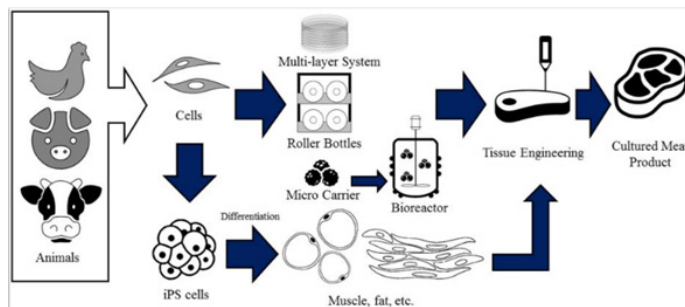 Multi-layer System
Cells
Roller Bottles
Tissue Engineering
Cultured Mea
Product
Micro Carrier
Bioreactor
Animals
Differentiation
iPS cells
Muscle, fat, etc.